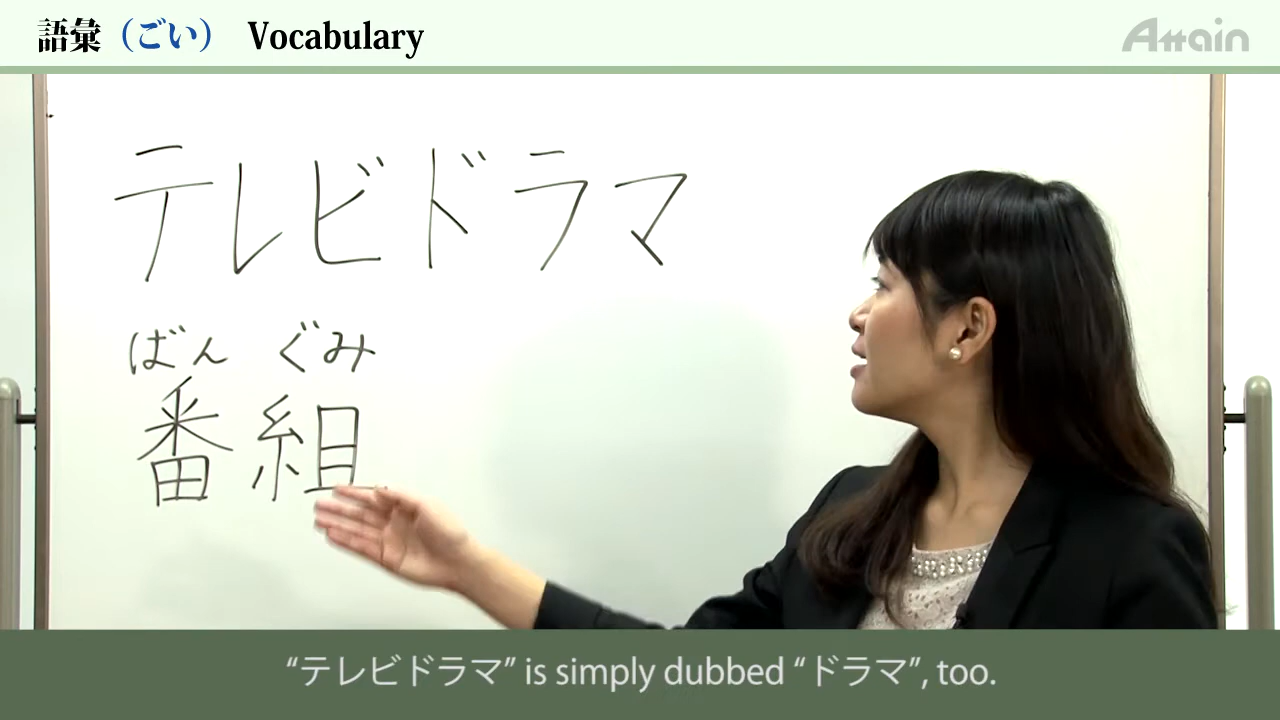 語彙（ごい） Vocabulary
Attain
テレビドラマ
ばん ぐみ
番組
“テレビドラマ” is simply dubbed “ドラマ”, too.